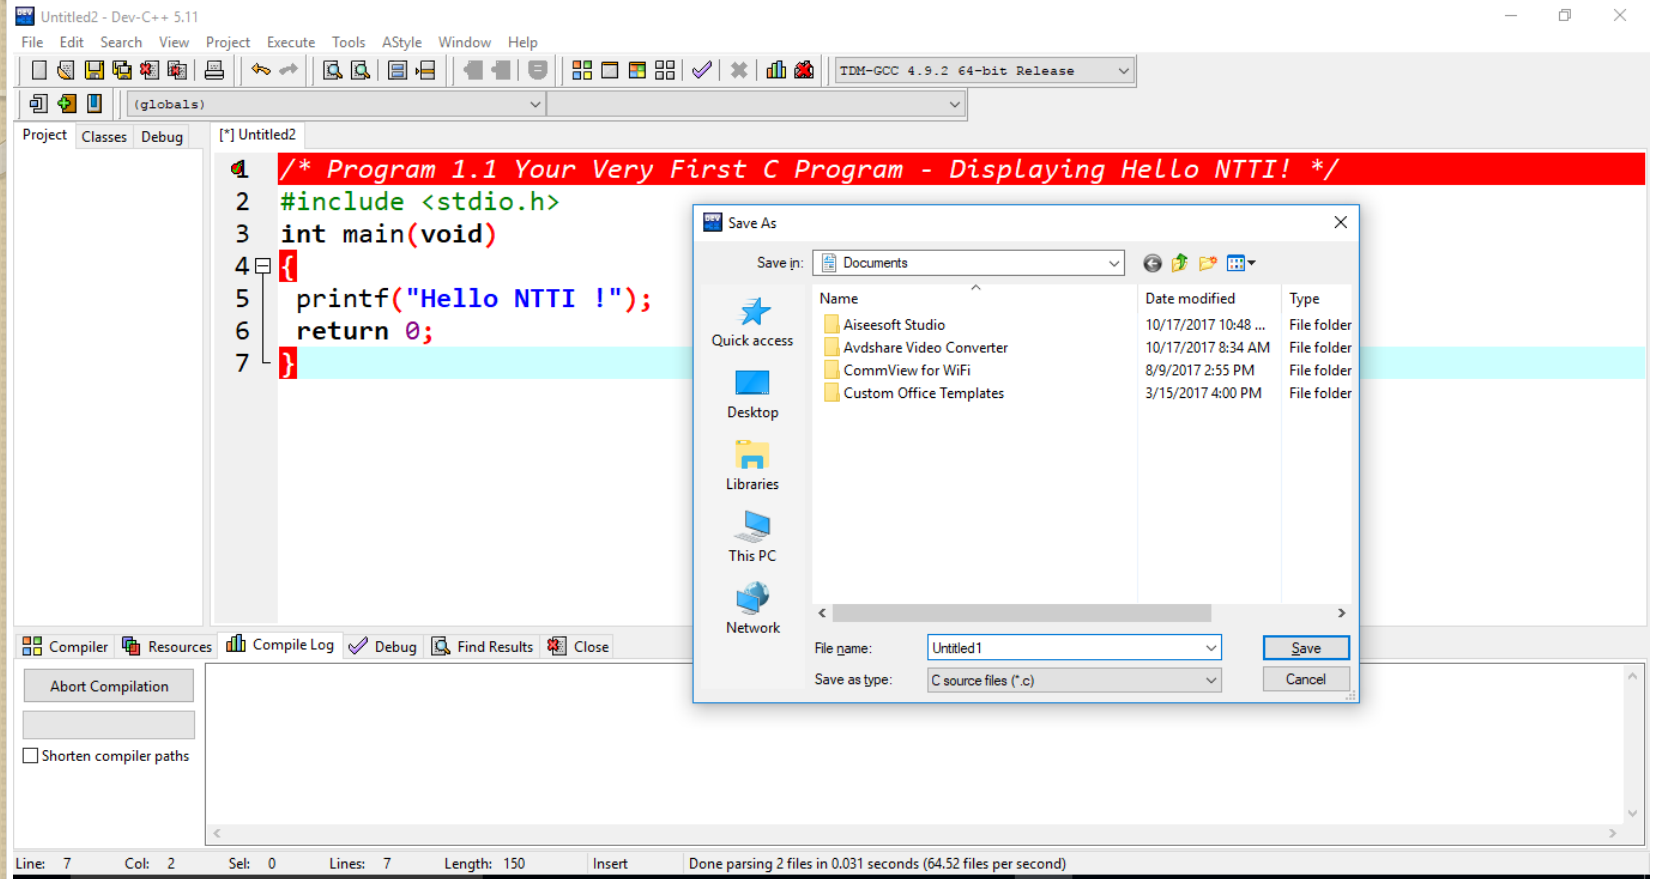 Untitled2 - Dev-C++ 5.11
File Edit Search View Project Execute Tools AStyle Window Help
TDM-GCC 4.9.2 64-bit Release
(globals)
Project Classes Debug [*] Untitled2
1 /* Program 1.1 Your Very First C Program - Displaying Hello NTTI! */
2 #include <stdio.h>
3 int main(void)
4 {
5 printf("Hello NTTI !");
6 return 0;
7 }
DEV Save As
Save in: Documents
Name Date modified Type
Aiseesoft Studio 10/17/2017 10:48 ... File folder
Avdshare Video Converter 10/17/2017 8:34 AM File folder
CommView for WiFi 8/9/2017 2:55 PM File folder
Custom Office Templates 3/15/2017 4:00 PM File folder
Quick access
Desktop
Libraries
This PC
Network
File name: Untitled1 Save
Save as type: C source files (*.c) Cancel
Compiler Resources Compile Log Debug Find Results Close
Abort Compilation
Shorten compiler paths
Line: 7 Col: 2 Sel: 0 Lines: 7 Length: 150 Insert Done parsing 2 files in 0.031 seconds (64.52 files per second)